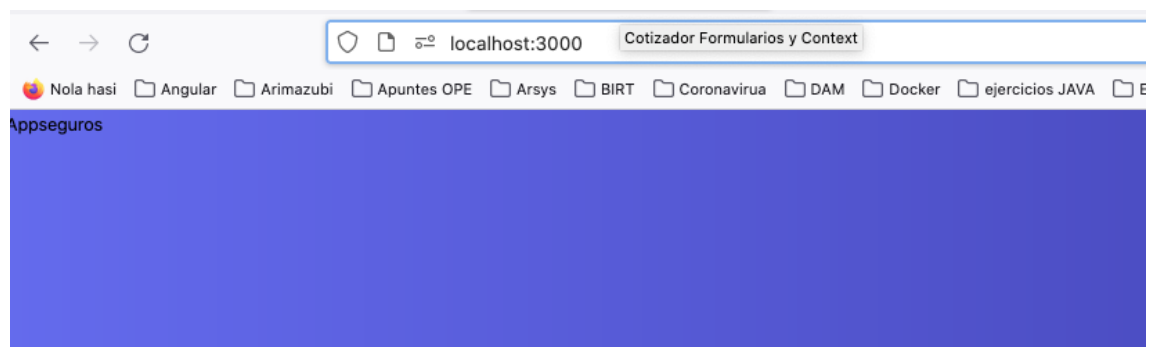 localhost:3000
Cotizador Formularios y Context
Nola hasi Angular Arimazubi Apuntes OPE Arsys BIRT Coronavirua DAM Docker ejercicios JAVA
Appseguros